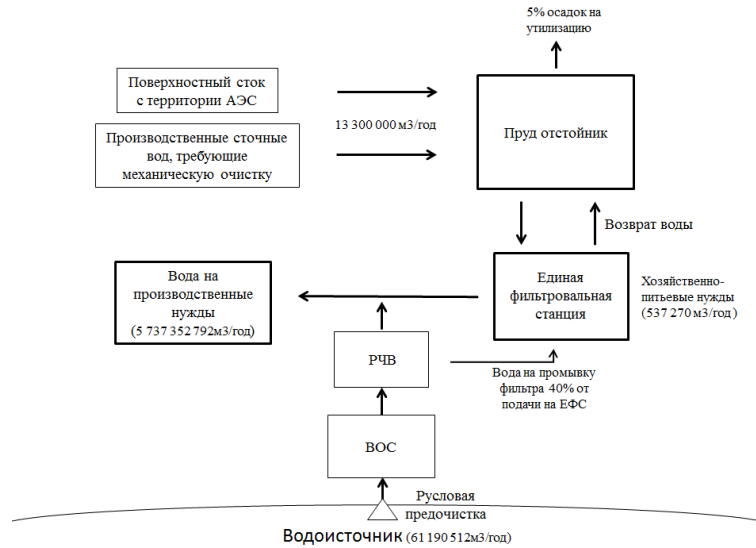 5% осадок на
утилизацию
Поверхностный сток
с территории АЭС
13 300 000 м3/год
Производственные сточные
вод, требующие
механическую очистку
Пруд отстойник
Возврат воды
Вода на
производственные
нужды
(5 737 352 792м3/год)
Единая
фильтровальная
станция
Хозяйственно-
питьевые нужды
(537 270 м3/год )
РЧВ
Вода на промывку
фильтра 40% от
подачи на ЕФС
ВОС
Русловая
предочистка
Водоисточник (61 190 512м3/год)